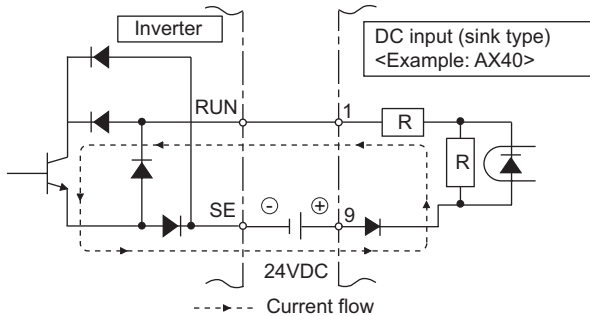 Inverter
DC input (sink type)
<Example: AX40>
RUN
1
R
R
SE
⊖
⊕
9
24VDC
Current flow